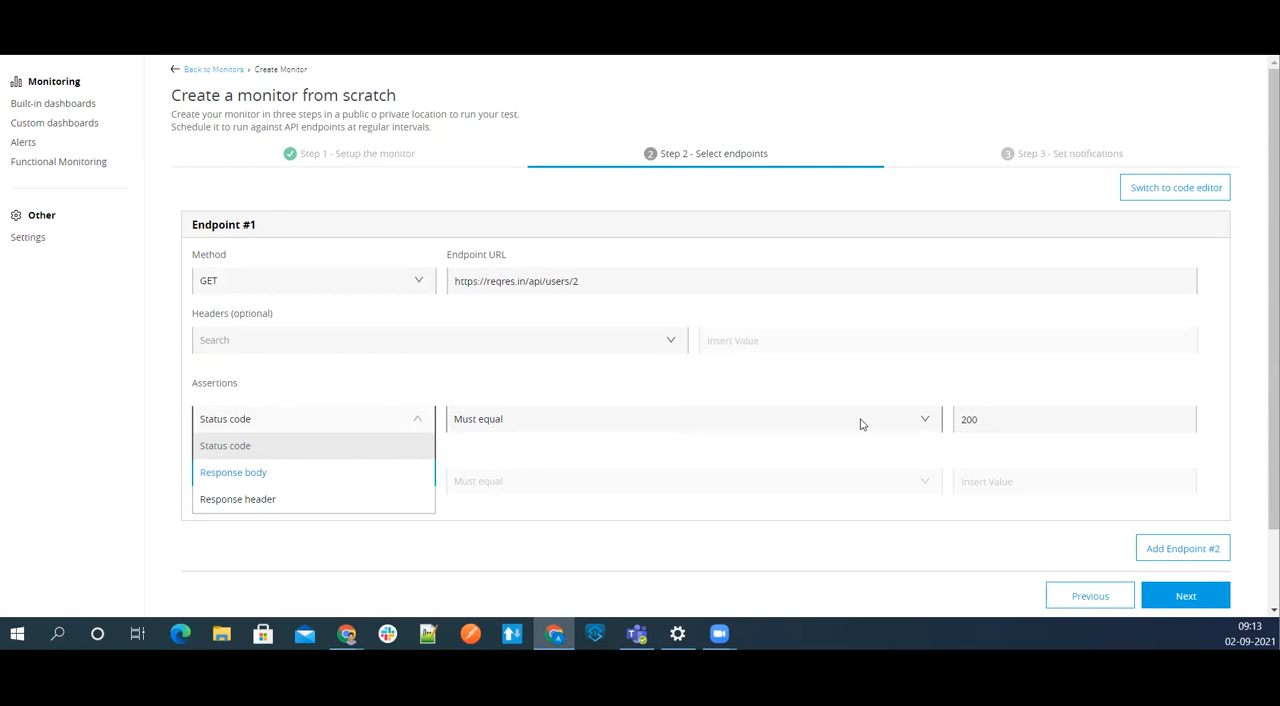 Monitoring
Built-in dashboards
Custom dashboards
Alerts
Functional Monitoring
Other
Settings
Back to Monitors › Create Monitor
Create a monitor from scratch
Create your monitor in three steps in a public o private location to run your test.
Schedule it to run against API endpoints at regular intervals.
Step 1 - Setup the monitor
2 Step 2 - Select endpoints
3 Step 3 - Set notifications
Switch to code editor
Endpoint #1
Method Endpoint URL
GET https://reqres.in/api/users/2
Headers (optional)
Search Insert Value
Assertions
Status code Must equal 200
Status code
Response body
Must equal Insert Value
Response header
Add Endpoint #2
Previous Next
09:13
02-09-2021